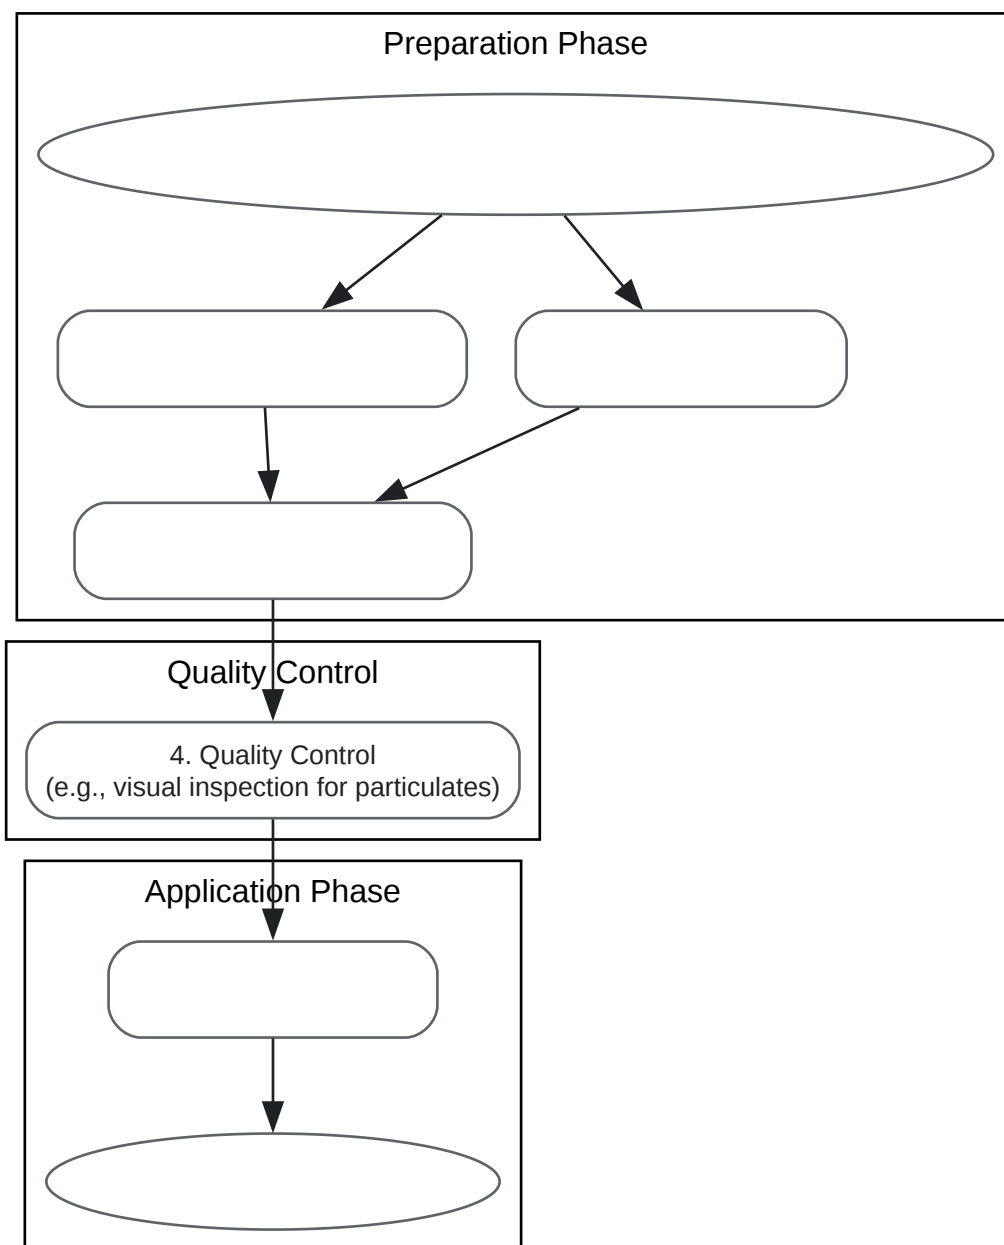 Preparation Phase
Quality Control
4. Quality Control
(e.g., visual inspection for particulates)
Application Phase